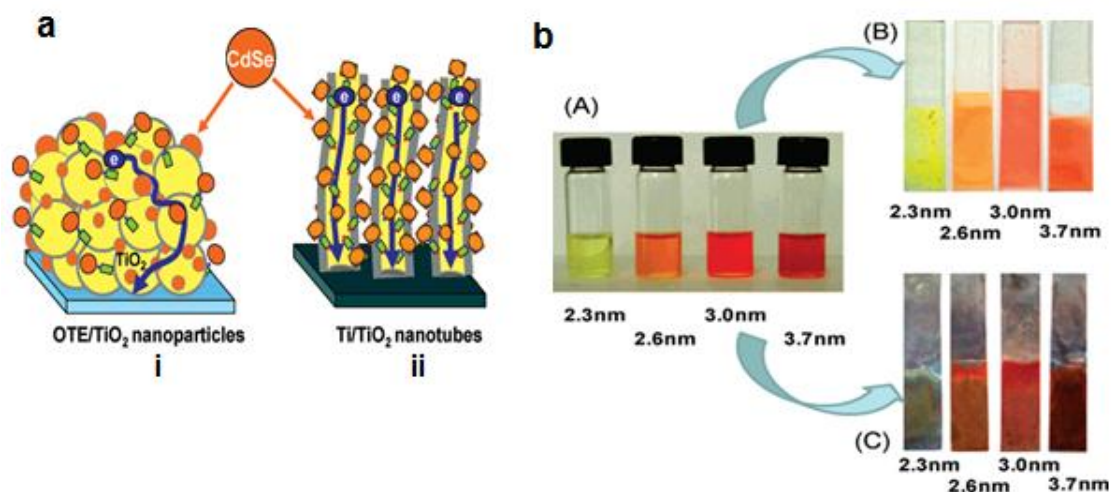 a
CdSe
e
TiO₂
OTE/TiO₂ nanoparticles
i
e
e
e
Ti/TiO₂ nanotubes
ii
b
(A)
2.3nm
2.6nm
3.0nm
3.7nm
(B)
2.3nm
2.6nm
3.0nm
3.7nm
(C)
2.3nm
2.6nm
3.0nm
3.7nm